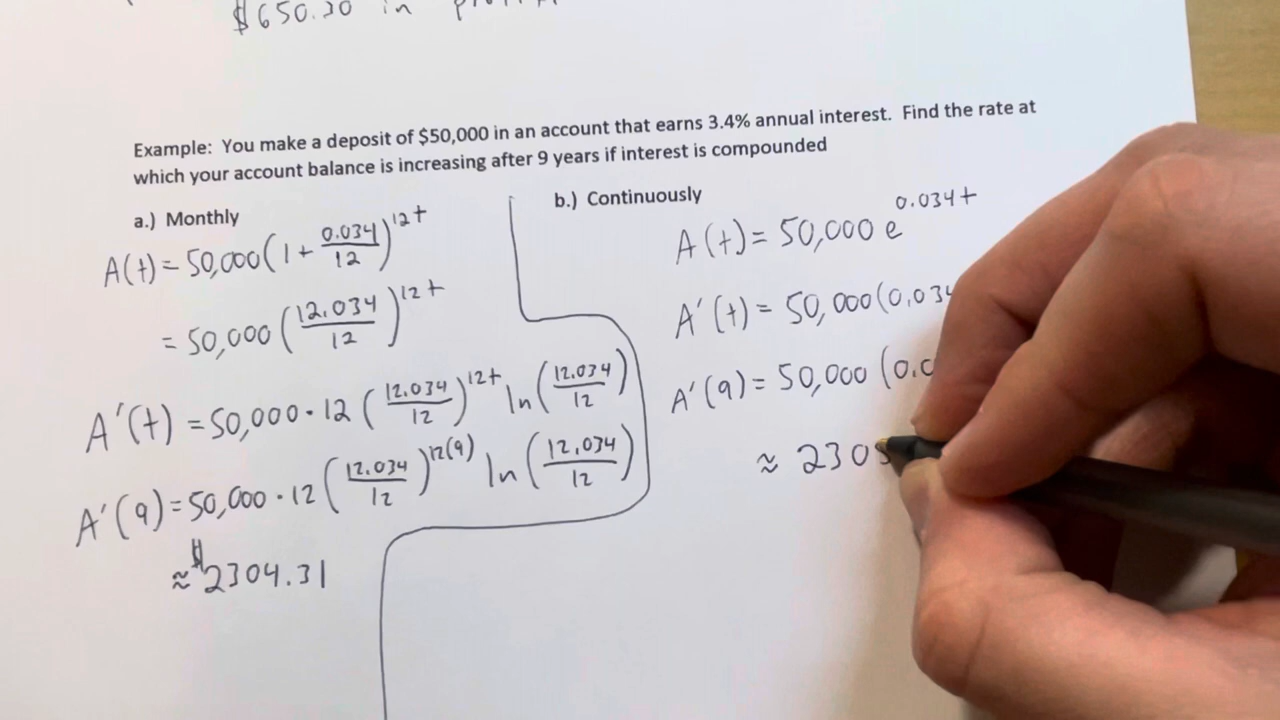 $650.30 in
Example: You make a deposit of $50,000 in an account that earns 3.4% annual interest. Find the rate at
which your account balance is increasing after 9 years if interest is compounded
a.) Monthly
A(t) = 50,000(1 + 0.034/12)^12t
= 50,000(12.034/12)^12t
A'(t) = 50,000 · 12(12.034/12)^12t ln(12.034/12)
A'(9) = 50,000 · 12(12.034/12)^12(9) ln(12.034/12)
≈ $2304.31
b.) Continuously
A(t) = 50,000 e^0.034t
A'(t) = 50,000(0.034
A'(9) = 50,000(0.0
≈ 230